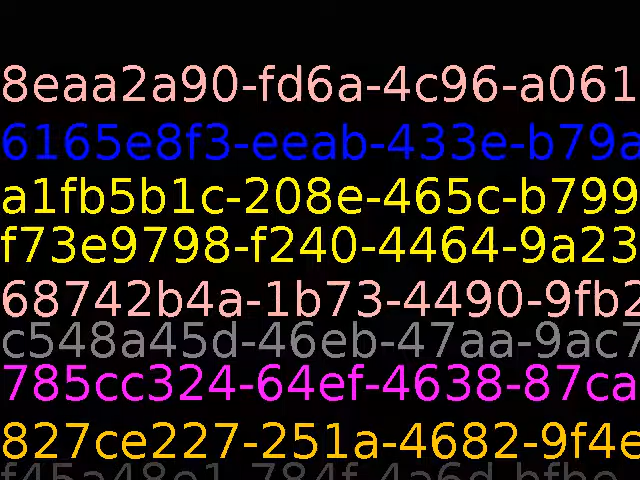 8eaa2a90-fd6a-4c96-a061
6165e8f3-eeab-433e-b79a
a1fb5b1c-208e-465c-b799
f73e9798-f240-4464-9a23
68742b4a-1b73-4490-9fb2
c548a45d-46eb-47aa-9ac7
785cc324-64ef-4638-87ca
827ce227-251a-4682-9f4e